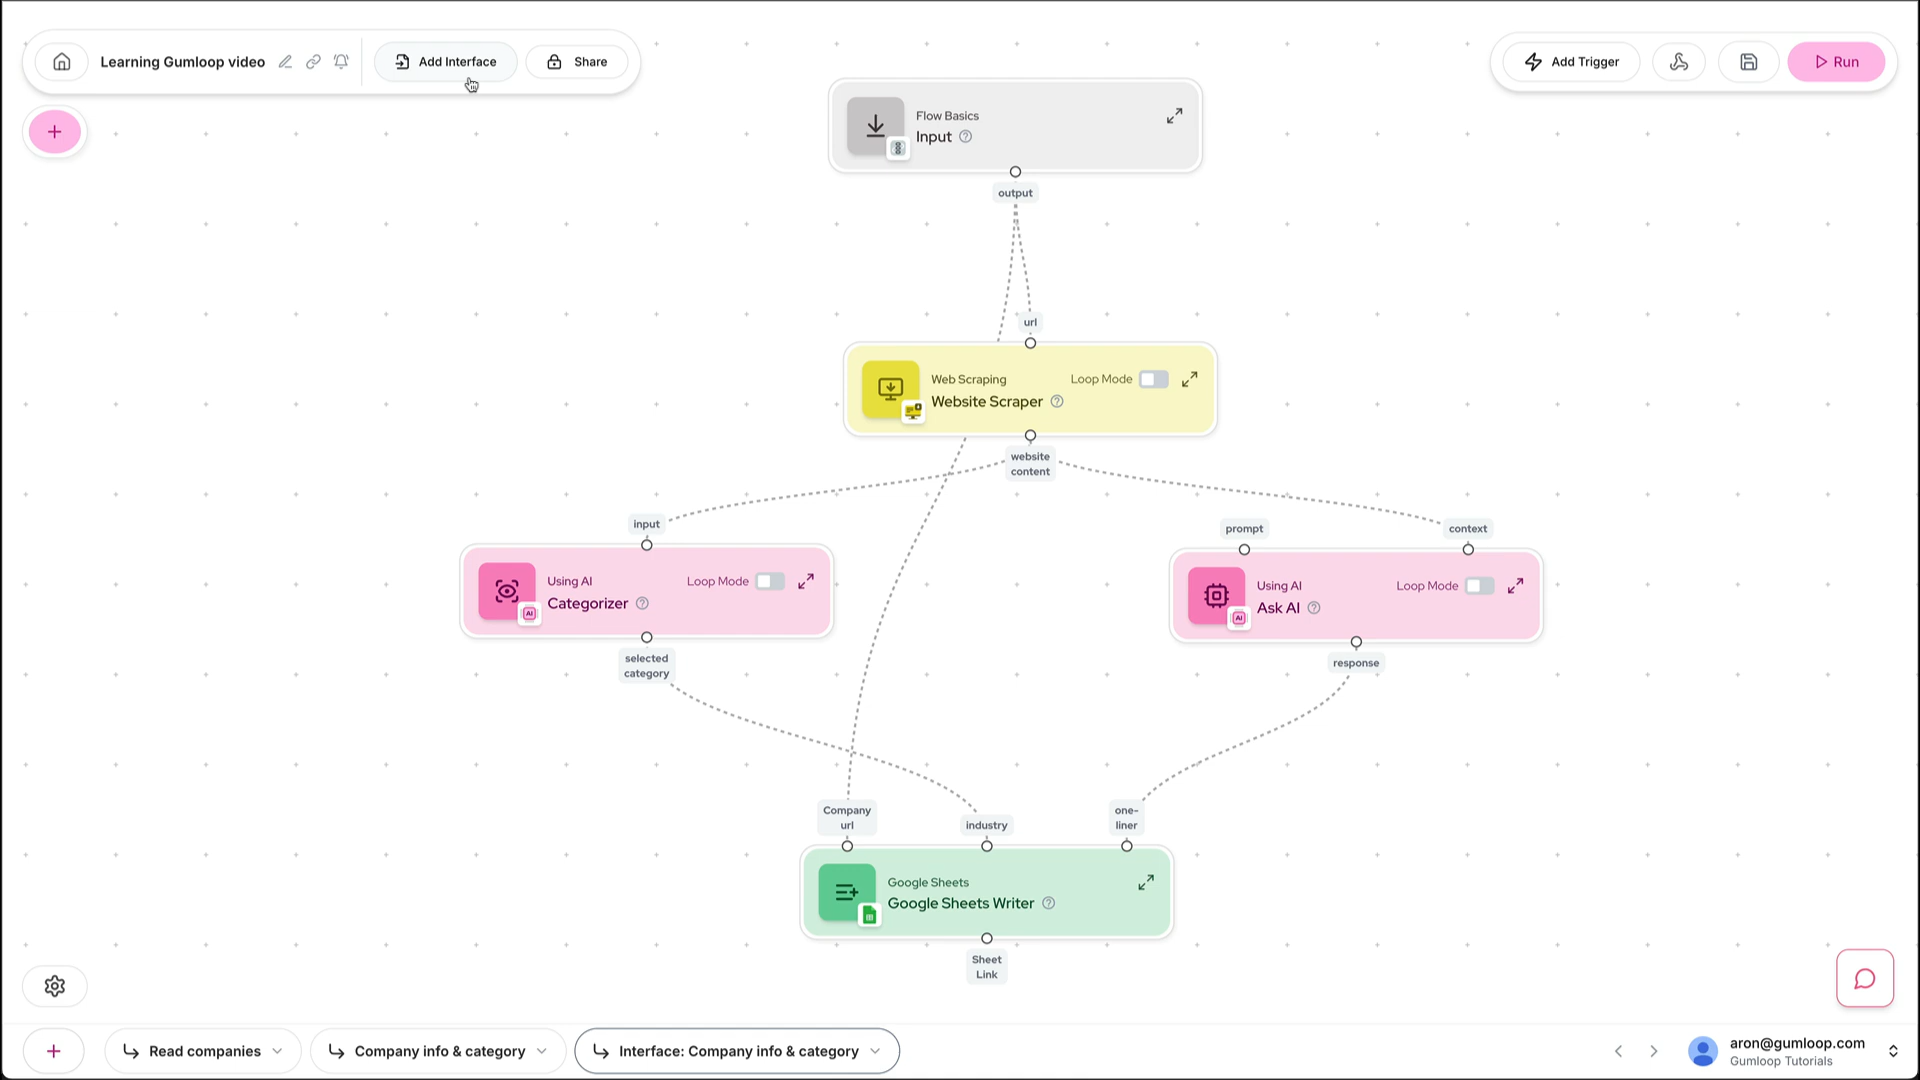 Learning Gumloop video
Add Interface
Share
Add Trigger
Run
Flow Basics
Input
output
url
Web Scraping
Loop Mode
Website Scraper
website
content
input
prompt
context
Using AI
Loop Mode
Categorizer
AI
Using AI
Loop Mode
Ask AI
AI
selected
category
response
Company
url
industry
one-
liner
Google Sheets
Google Sheets Writer
Sheet
Link
Read companies
Company info & category
Interface: Company info & category
aron@gumloop.com
Gumloop Tutorials